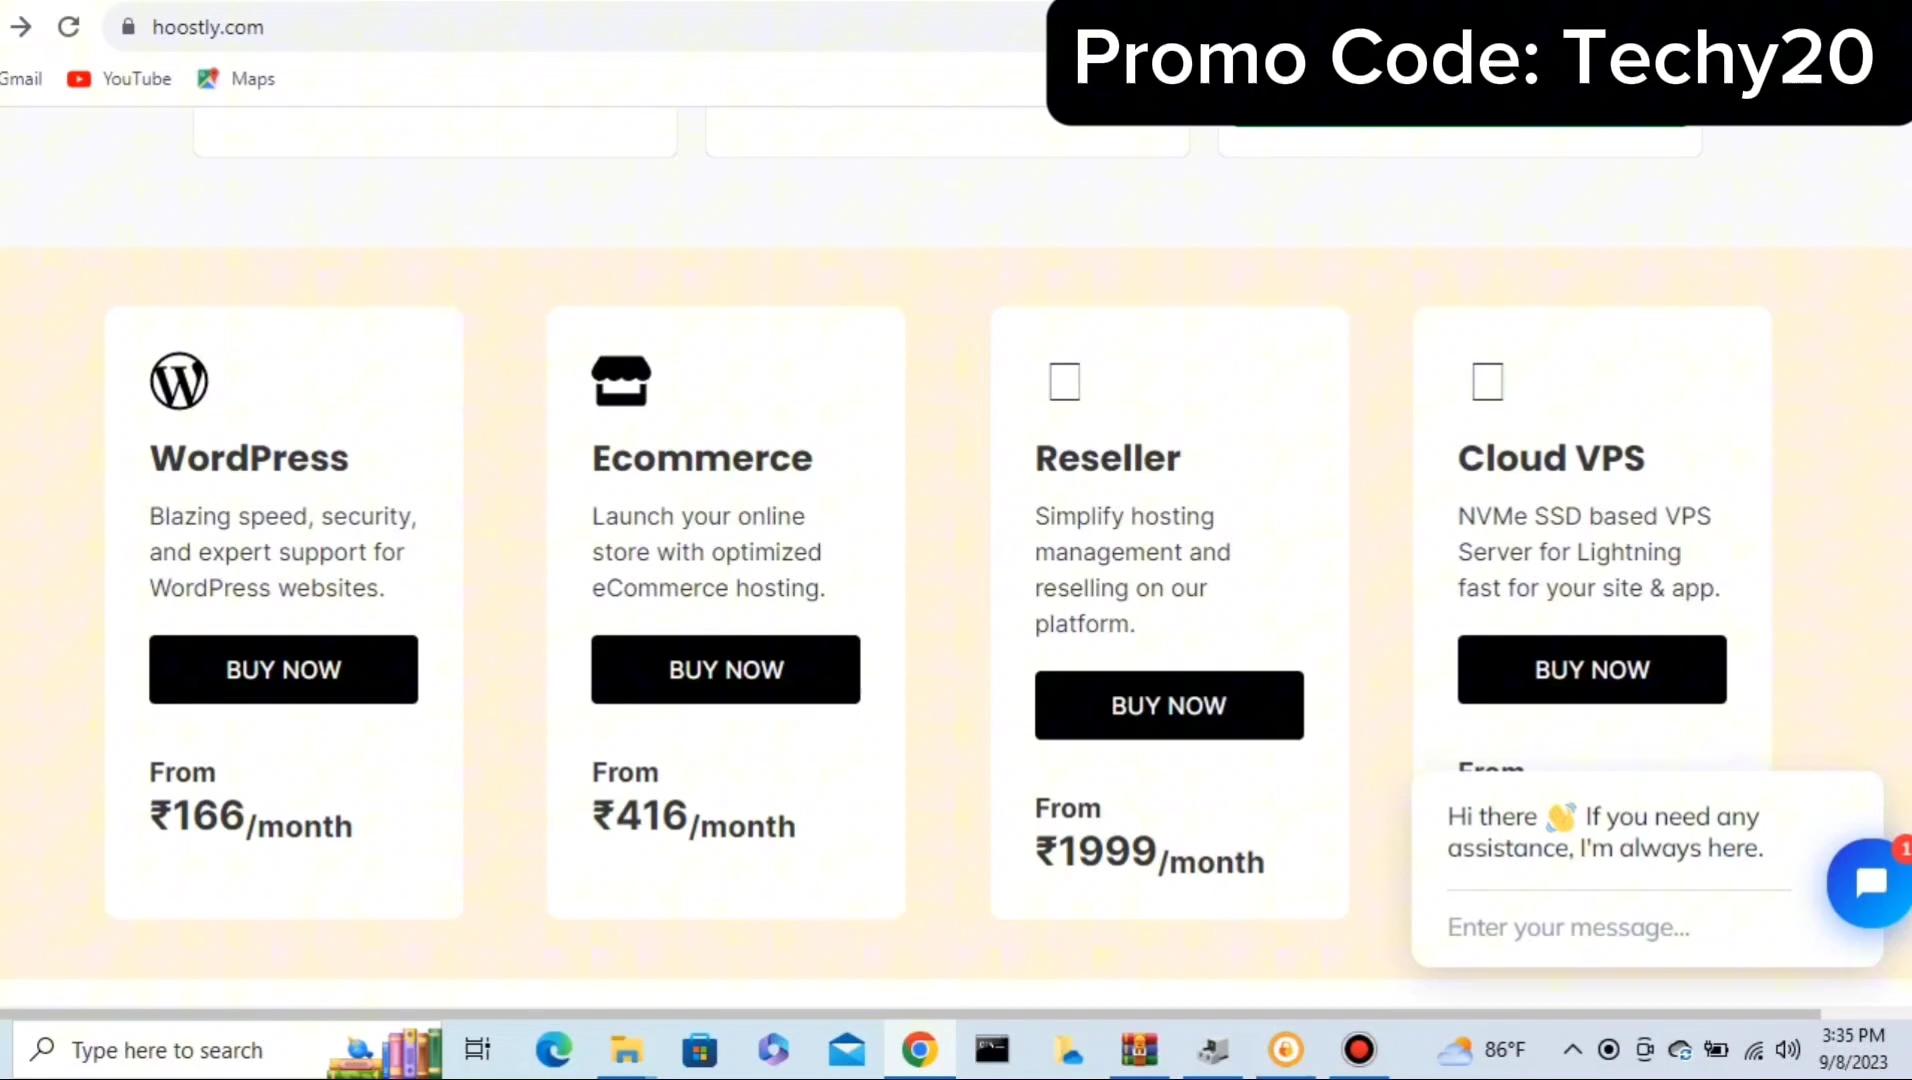 hoostly.com
Promo Code: Techy20
Gmail
YouTube
Maps
WordPress
Blazing speed, security,
and expert support for
WordPress websites.
BUY NOW
From
₹166/month
Ecommerce
Launch your online
store with optimized
eCommerce hosting.
BUY NOW
From
₹416/month
Reseller
Simplify hosting
management and
reselling on our
platform.
BUY NOW
From
₹1999/month
Cloud VPS
NVMe SSD based VPS
Server for Lightning
fast for your site & app.
BUY NOW
From
Hi there 👋 If you need any
assistance, I'm always here.
1
Enter your message...
Type here to search
86°F
3:35 PM
9/8/2023